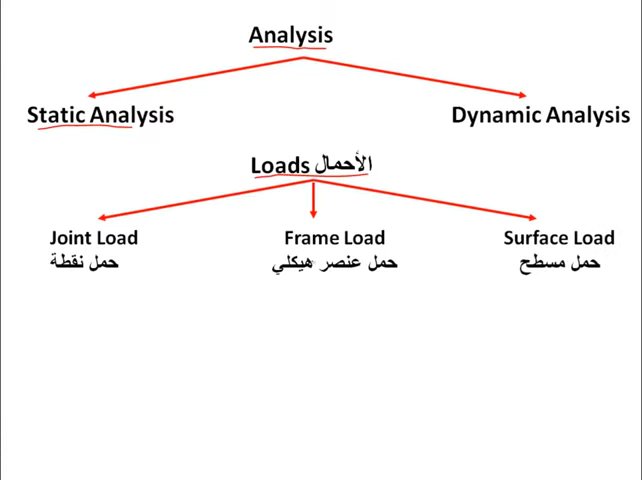 Analysis
Static Analysis
Dynamic Analysis
Loads الأحمال
Joint Load
Frame Load
Surface Load
حمل نقطة
حمل عنصر هيكلي
حمل مسطح